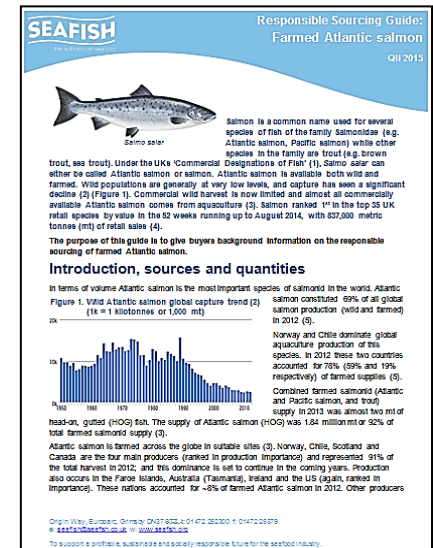 SEAFISH
the authority on seafood
Responsible Sourcing Guide:
Farmed Atlantic salmon
QII 2015
Salmo salar
Salmon is a common name used for several
species of fish of the family Salmonidae (e.g.
Atlantic salmon, Pacific salmon) while other
species in the family are trout (e.g. brown
trout, sea trout). Under the UKs 'Commercial Designations of Fish' (1), Salmo salar can
either be called Atlantic salmon or salmon. Atlantic salmon is available both wild and
farmed. Wild populations are generally at very low levels, and capture has seen a significant
decline (2) (Figure 1). Commercial wild harvest is now limited and almost all commercially
available Atlantic salmon comes from aquaculture (3). Salmon ranked 1st in the top 35 UK
retail species by value in the 52 weeks running up to August 2014, with 837,000 metric
tonnes (mt) of retail sales (4).
The purpose of this guide is to give buyers background information on the responsible
sourcing of farmed Atlantic salmon.
Introduction, sources and quantities
In terms of volume Atlantic salmon is the most important species of salmonid in the world. Atlantic
salmon constituted 69% of all global
salmon production (wild and farmed)
in 2012 (5).
Figure 1. Wild Atlantic salmon global capture trend (2)
(1k = 1 kilotonnes or 1,000 mt)
20k
10k
0k
1950
1960
1970
1980
1990
2000
2010
Norway and Chile dominate global
aquaculture production of this
species. In 2012 these two countries
accounted for 78% (59% and 19%
respectively) of farmed supplies (5).
Combined farmed salmonid (Atlantic
and Pacific salmon, and trout)
supply in 2013 was almost two mt of
head-on, gutted (HOG) fish. The supply of Atlantic salmon (HOG) was 1.84 million mt or 92% of
total farmed salmonid supply (3).
Atlantic salmon is farmed across the globe in suitable sites (3). Norway, Chile, Scotland and
Canada are the four main producers (ranked in production importance) and represented 91% of
the total harvest in 2012; and this dominance is set to continue in the coming years. Production
also occurs in the Faroe Islands, Australia (Tasmania), Ireland and the US (again, ranked in
importance). These nations accounted for ~8% of farmed Atlantic salmon in 2012. Other producers
Origin Way, Europarc, Grimsby
e: seafish@seafish.co.uk w: www.seafish.org
To support a profitable, sustainable and socially responsible future for the seafood industry.